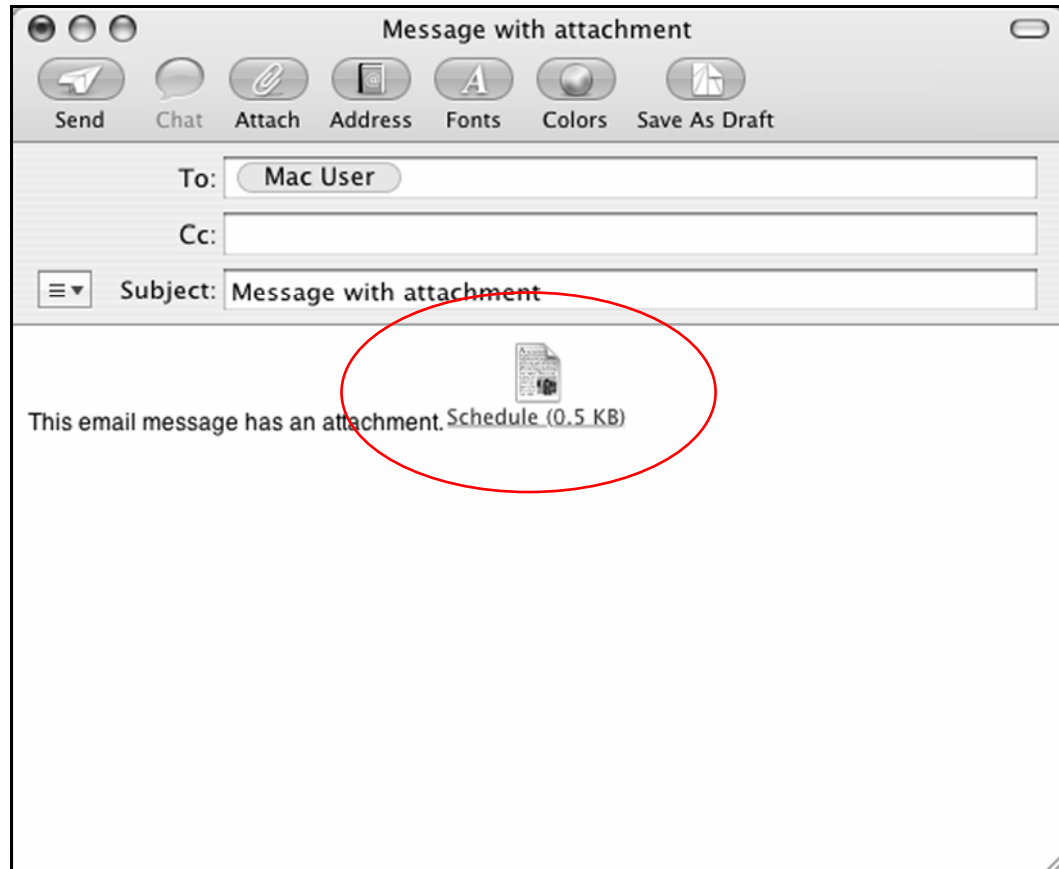 Message with attachment
Send Chat Attach Address Fonts Colors Save As Draft
To: Mac User
Cc:
Subject: Message with attachment
This email message has an attachment. Schedule (0.5 KB)